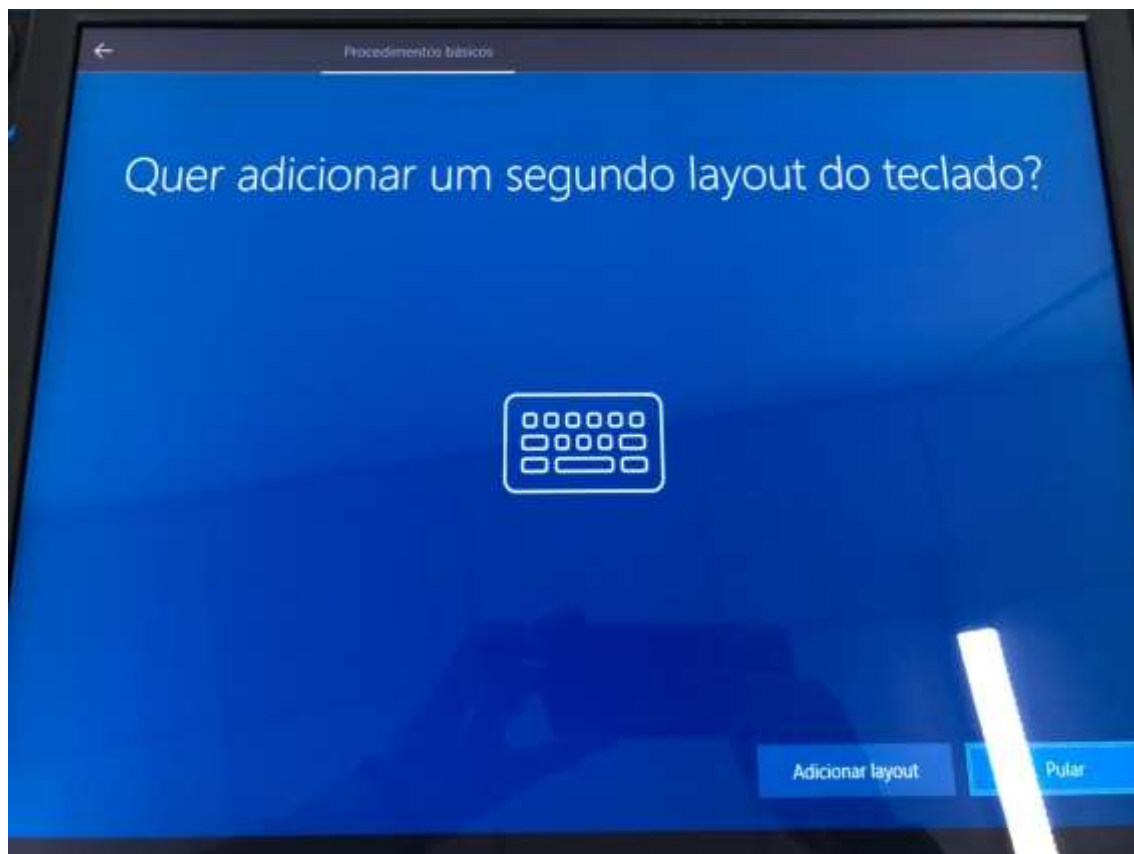 Procedimentos básicos
Quer adicionar um segundo layout do teclado?
Adicionar layout
Pular